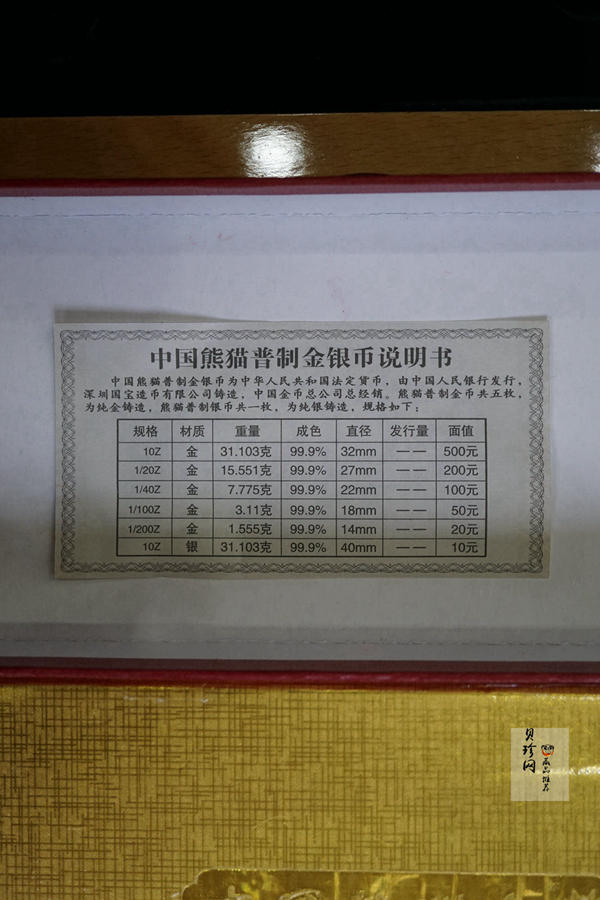 中国熊猫普制金银币说明书
中国熊猫普制金银币为中华人民共和国法定货币，由中国人民银行发行，
深圳国宝造币有限公司铸造，中国金币总公司总经销。熊猫普制金币共五枚，
为纯金铸造，熊猫普制银币共一枚，为纯银铸造，规格如下：
规格 材质 重量 成色 直径 发行量 面值
1OZ 金 31.103克 99.9% 32mm —— 500元
1/2OZ 金 15.551克 99.9% 27mm —— 200元
1/4OZ 金 7.775克 99.9% 22mm —— 100元
1/10OZ 金 3.11克 99.9% 18mm —— 50元
1/20OZ 金 1.555克 99.9% 14mm —— 20元
1OZ 银 31.103克 99.9% 40mm —— 10元
贝珍网
藏品推荐